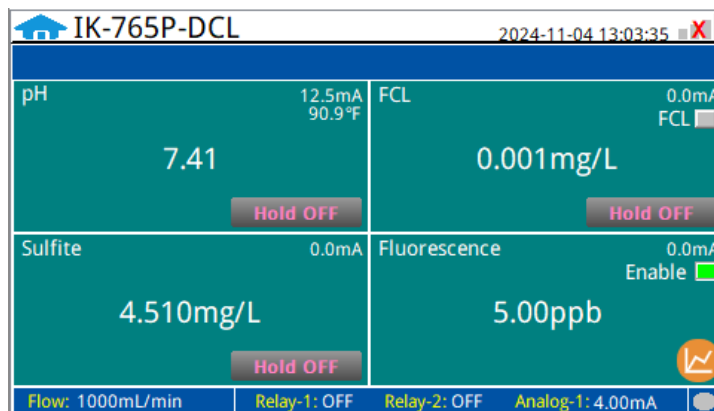 IK-765P-DCL
2024-11-04 13:03:35
X
pH
12.5mA
90.9°F
7.41
Hold OFF
FCL
0.0mA
FCL
0.001mg/L
Hold OFF
Sulfite
0.0mA
4.510mg/L
Hold OFF
Fluorescence
0.0mA
Enable
5.00ppb
Flow: 1000mL/min
Relay-1: OFF
Relay-2: OFF
Analog-1: 4.00mA